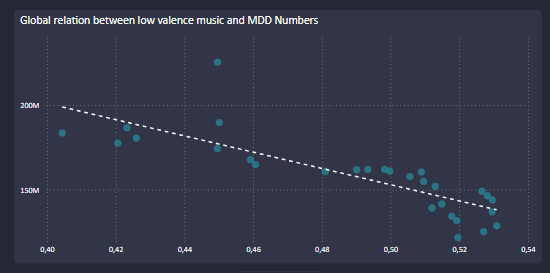 Global relation between low valence music and MDD Numbers
200M
150M
0,40 0,42 0,44 0,46 0,48 0,50 0,52 0,54